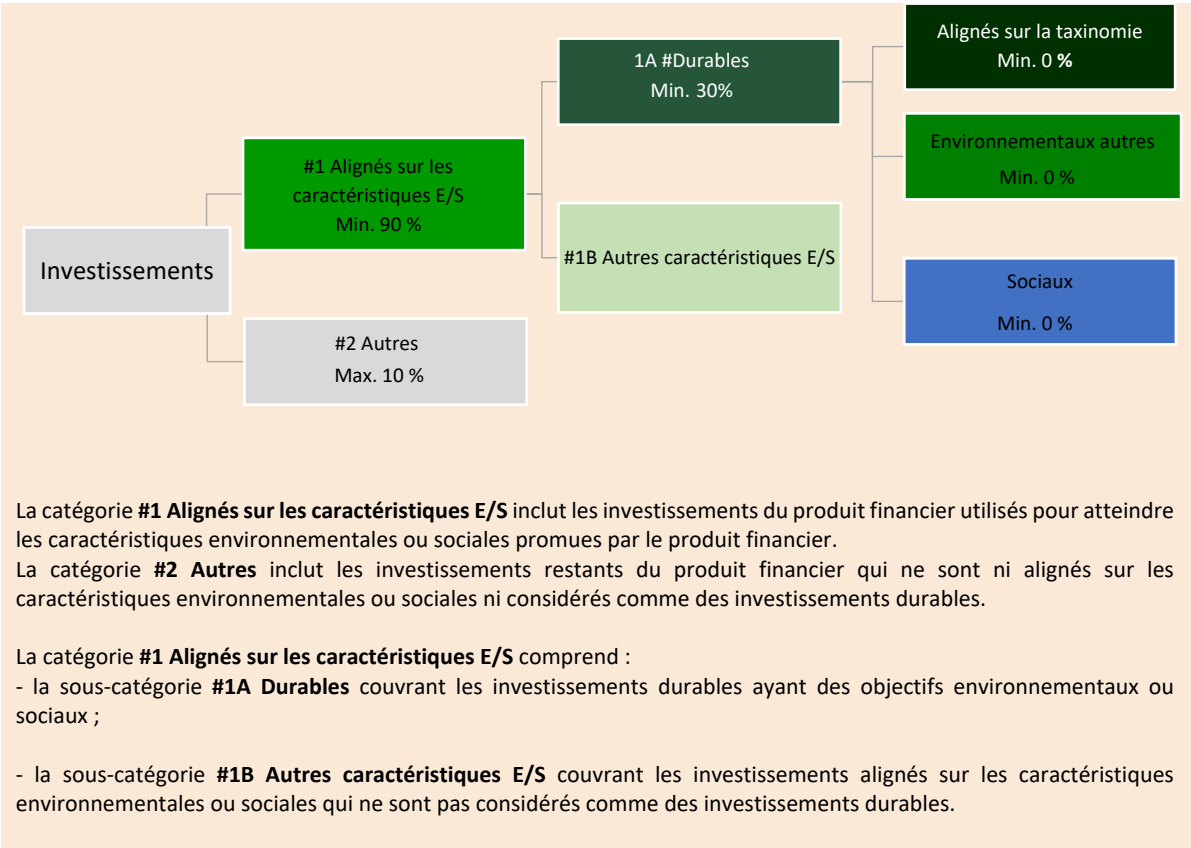 Investissements
#1 Alignés sur les
caractéristiques E/S
Min. 90 %
#2 Autres
Max. 10 %
1A #Durables
Min. 30%
#1B Autres caractéristiques E/S
Alignés sur la taxinomie
Min. 0 %
Environnementaux autres
Min. 0 %
Sociaux
Min. 0 %
La catégorie #1 Alignés sur les caractéristiques E/S inclut les investissements du produit financier utilisés pour atteindre
les caractéristiques environnementales ou sociales promues par le produit financier.
La catégorie #2 Autres inclut les investissements restants du produit financier qui ne sont ni alignés sur les
caractéristiques environnementales ou sociales ni considérés comme des investissements durables.
La catégorie #1 Alignés sur les caractéristiques E/S comprend :
- la sous-catégorie #1A Durables couvrant les investissements durables ayant des objectifs environnementaux ou
sociaux ;
- la sous-catégorie #1B Autres caractéristiques E/S couvrant les investissements alignés sur les caractéristiques
environnementales ou sociales qui ne sont pas considérés comme des investissements durables.